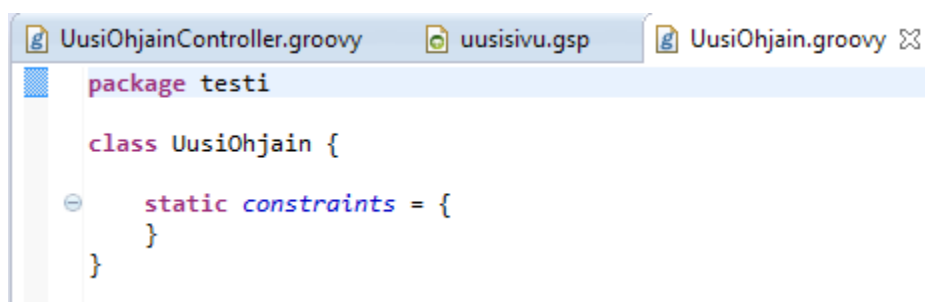 UusiOhjainController.groovy uusisivu.gsp UusiOhjain.groovy
package testi
class UusiOhjain {
static constraints = {
}
}